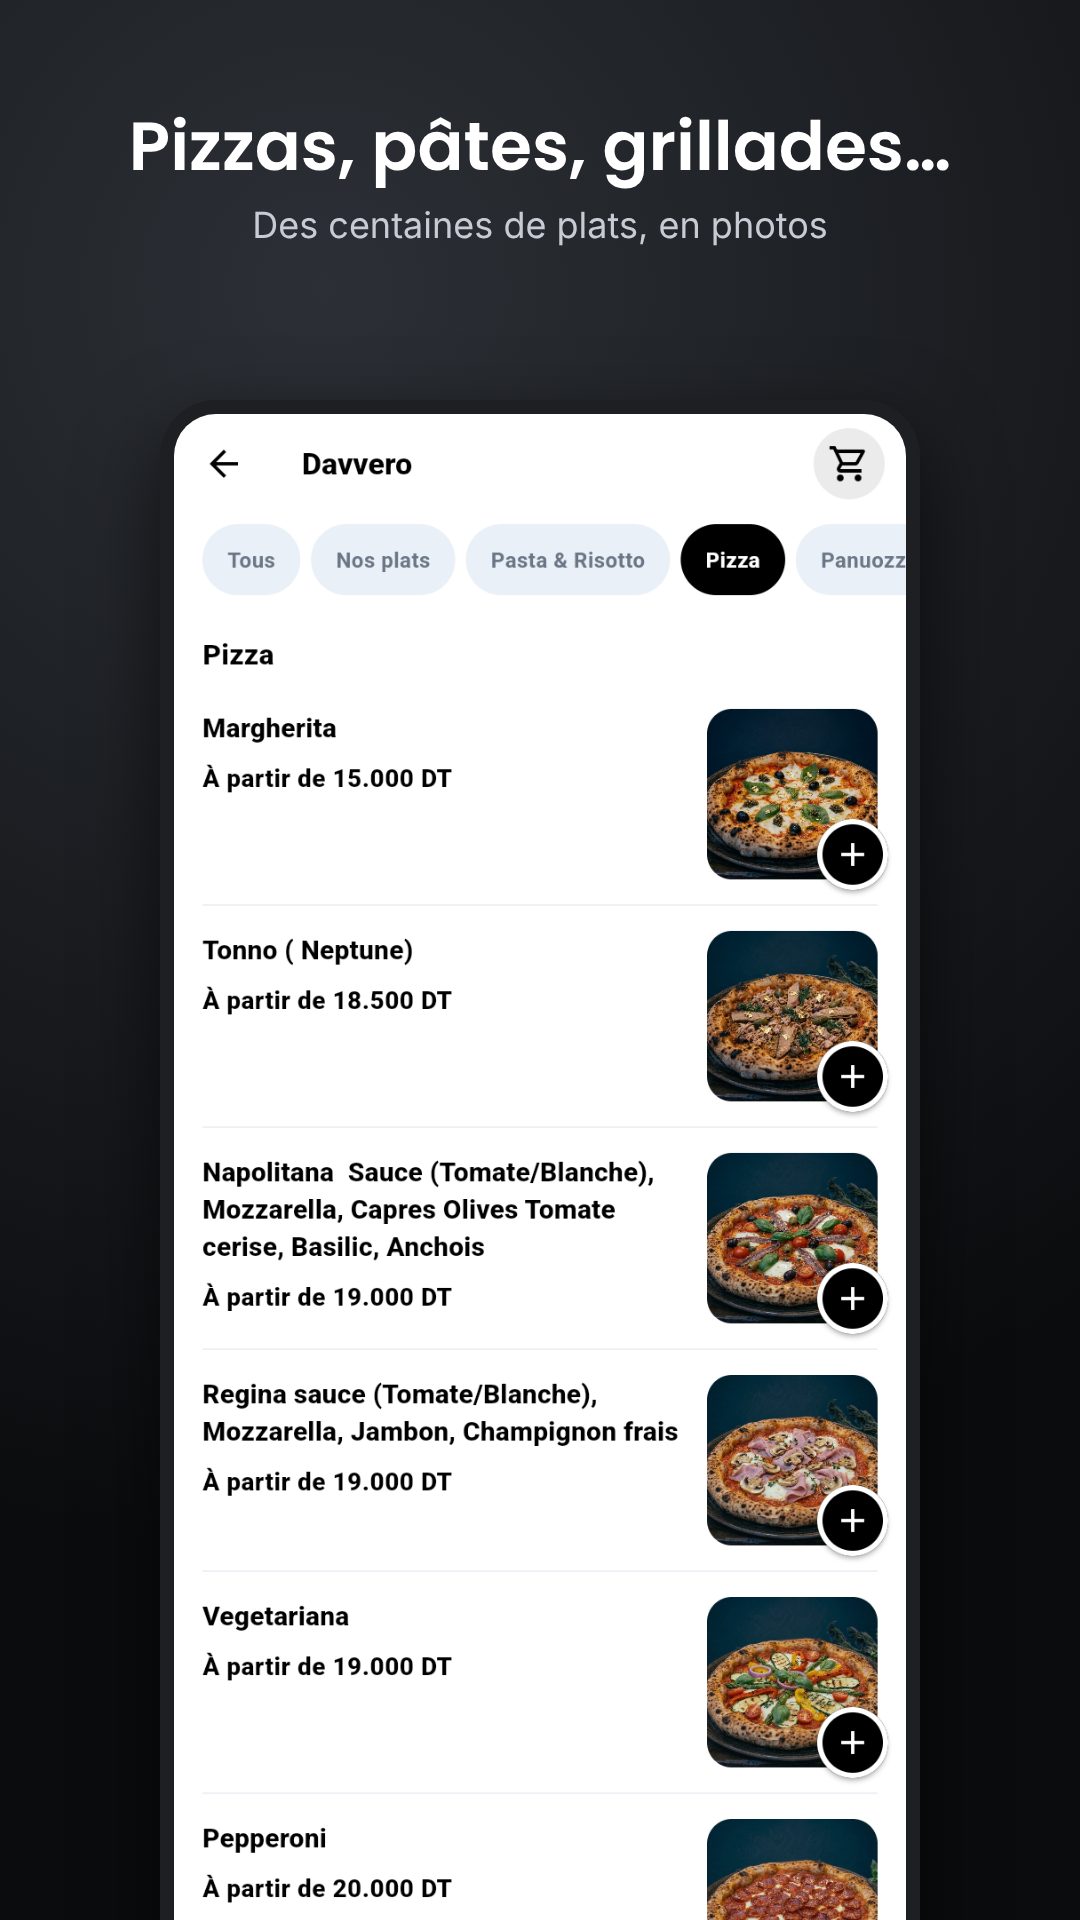 Pizzas, pâtes, grillades...
Des centaines de plats, en photos
Davvero
Tous
Nos plats
Pasta & Risotto
Pizza
Panuozz
Pizza
Margherita
À partir de 15.000 DT
Tonno ( Neptune)
À partir de 18.500 DT
Napolitana  Sauce (Tomate/Blanche),
Mozzarella, Capres Olives Tomate
cerise, Basilic, Anchois
À partir de 19.000 DT
Regina sauce (Tomate/Blanche),
Mozzarella, Jambon, Champignon frais
À partir de 19.000 DT
Vegetariana
À partir de 19.000 DT
Pepperoni
À partir de 20.000 DT